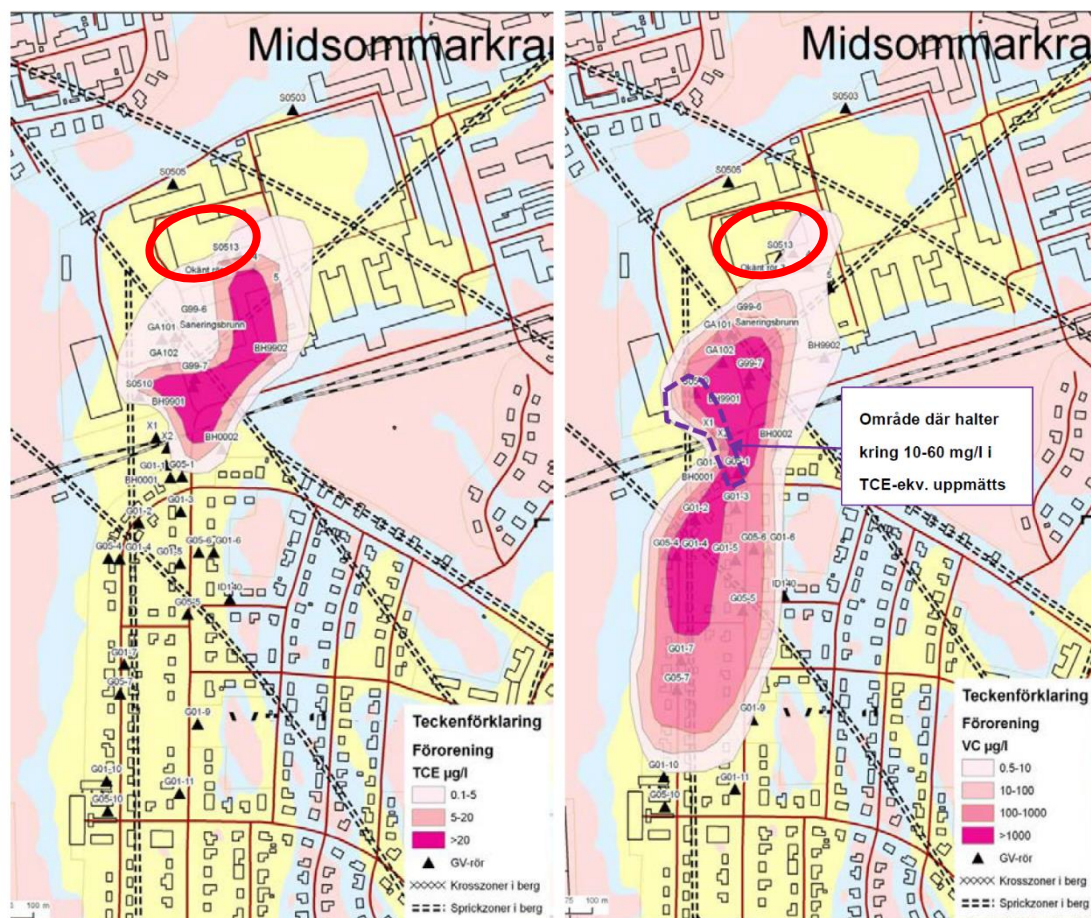 Midsommarkra
S0503
S0505
S0513
Okänt rör
5
G99-6
GA101
Saneringsbrunn
GA102
BH9902
G99-7
S0510
BH9901
X1
X2
BH0002
G01-1
G05-1
BH0001
G01-3
G01-2
G05-4
G01-4
G01-5
G05-6
G01-6
ID140
G05-5
G01-7
G05-7
G01-9
G01-10
G01-11
G05-10
Teckenförklaring
Förorening
TCE µg/l
0.1-5
5-20
>20
GV-rör
Krosszoner i berg
Sprickzoner i berg
100 m
Midsommarkra
S0503
S0505
S0513
Okänt rör 2
G99-6
GA101
Saneringsbrunn
GA102
BH9902
G99-7
BH9901
X1
BH0002
G05-1
BH0001
G01-3
G01-2
G05-4
G01-4
G01-5
G05-6
G01-6
ID140
G05-5
G01-7
G05-7
G01-9
G01-10
G01-11
G05-10
Område där halter
kring 10-60 mg/l i
TCE-ekv. uppmätts
Teckenförklaring
Förorening
VC µg/l
0.5-10
10-100
100-1000
>1000
GV-rör
Krosszoner i berg
Sprickzoner i berg
75 100 m